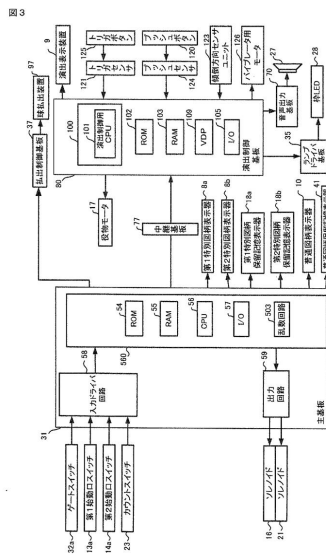 図3
9
演出表示装置
97
球払出装置
37
払出制御基板
125
トリガボタン
121
トリガセンサ
120
プッシュボタン
124
プッシュセンサ
123
傾倒方向センサユニット
126
バイブレータ用モータ
27
70
音声出力基板
28
枠LED
35
ランプドライバ基板
80
100
101
演出制御用CPU
102
ROM
103
RAM
109
VDP
105
I/O
演出制御基板
17
役物モータ
77
中継基板
8a
第1特別図柄表示器
8b
第2特別図柄表示器
18a
第1特別図柄保留記憶表示器
18b
第2特別図柄保留記憶表示器
10
普通図柄表示器
41
31
主基板
560
54
ROM
55
RAM
56
CPU
57
I/O
503
乱数回路
58
入力ドライバ回路
59
出力回路
32a
ゲートスイッチ
13a
第1始動口スイッチ
14a
第2始動口スイッチ
23
カウントスイッチ
16
ソレノイド
21
ソレノイド